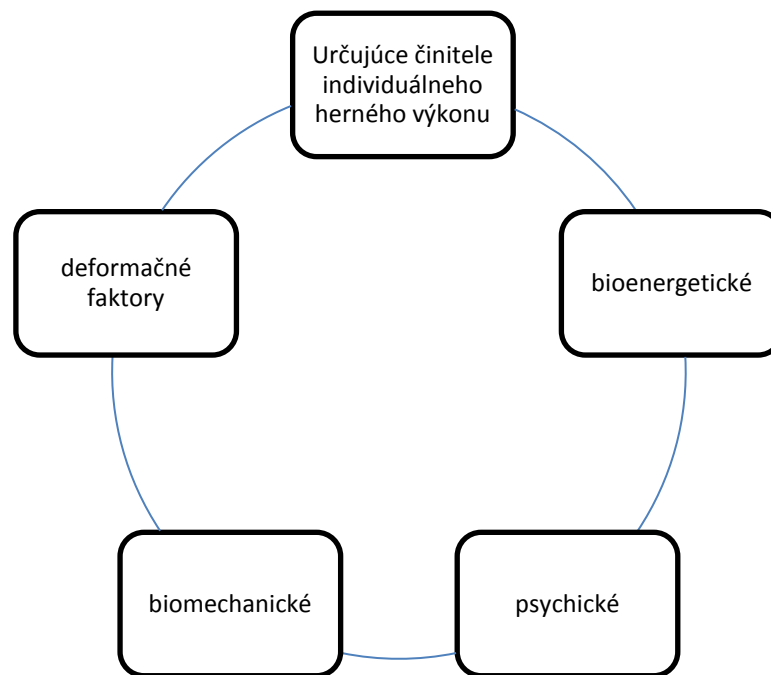 Určujúce činitele
individuálneho
herného výkonu
bioenergetické
psychické
biomechanické
deformačné
faktory